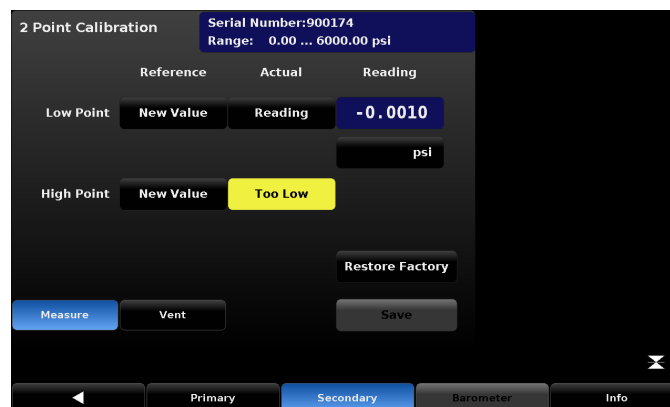 2 Point Calibration
Serial Number:900174
Range: 0.00 ... 6000.00 psi
Reference Actual Reading
Low Point New Value Reading -0.0010
psi
High Point New Value Too Low
Restore Factory
Measure Vent Save
Primary Secondary Barometer Info